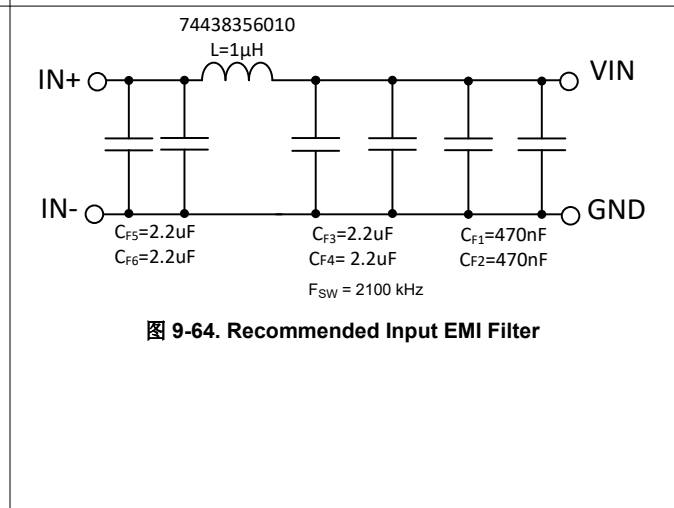 74438356010
L=1µH
IN+
VIN
IN-
GND
CF5=2.2uF
CF6=2.2uF
CF3=2.2uF
CF4= 2.2uF
CF1=470nF
CF2=470nF
FSW = 2100 kHz
图 9-64. Recommended Input EMI Filter